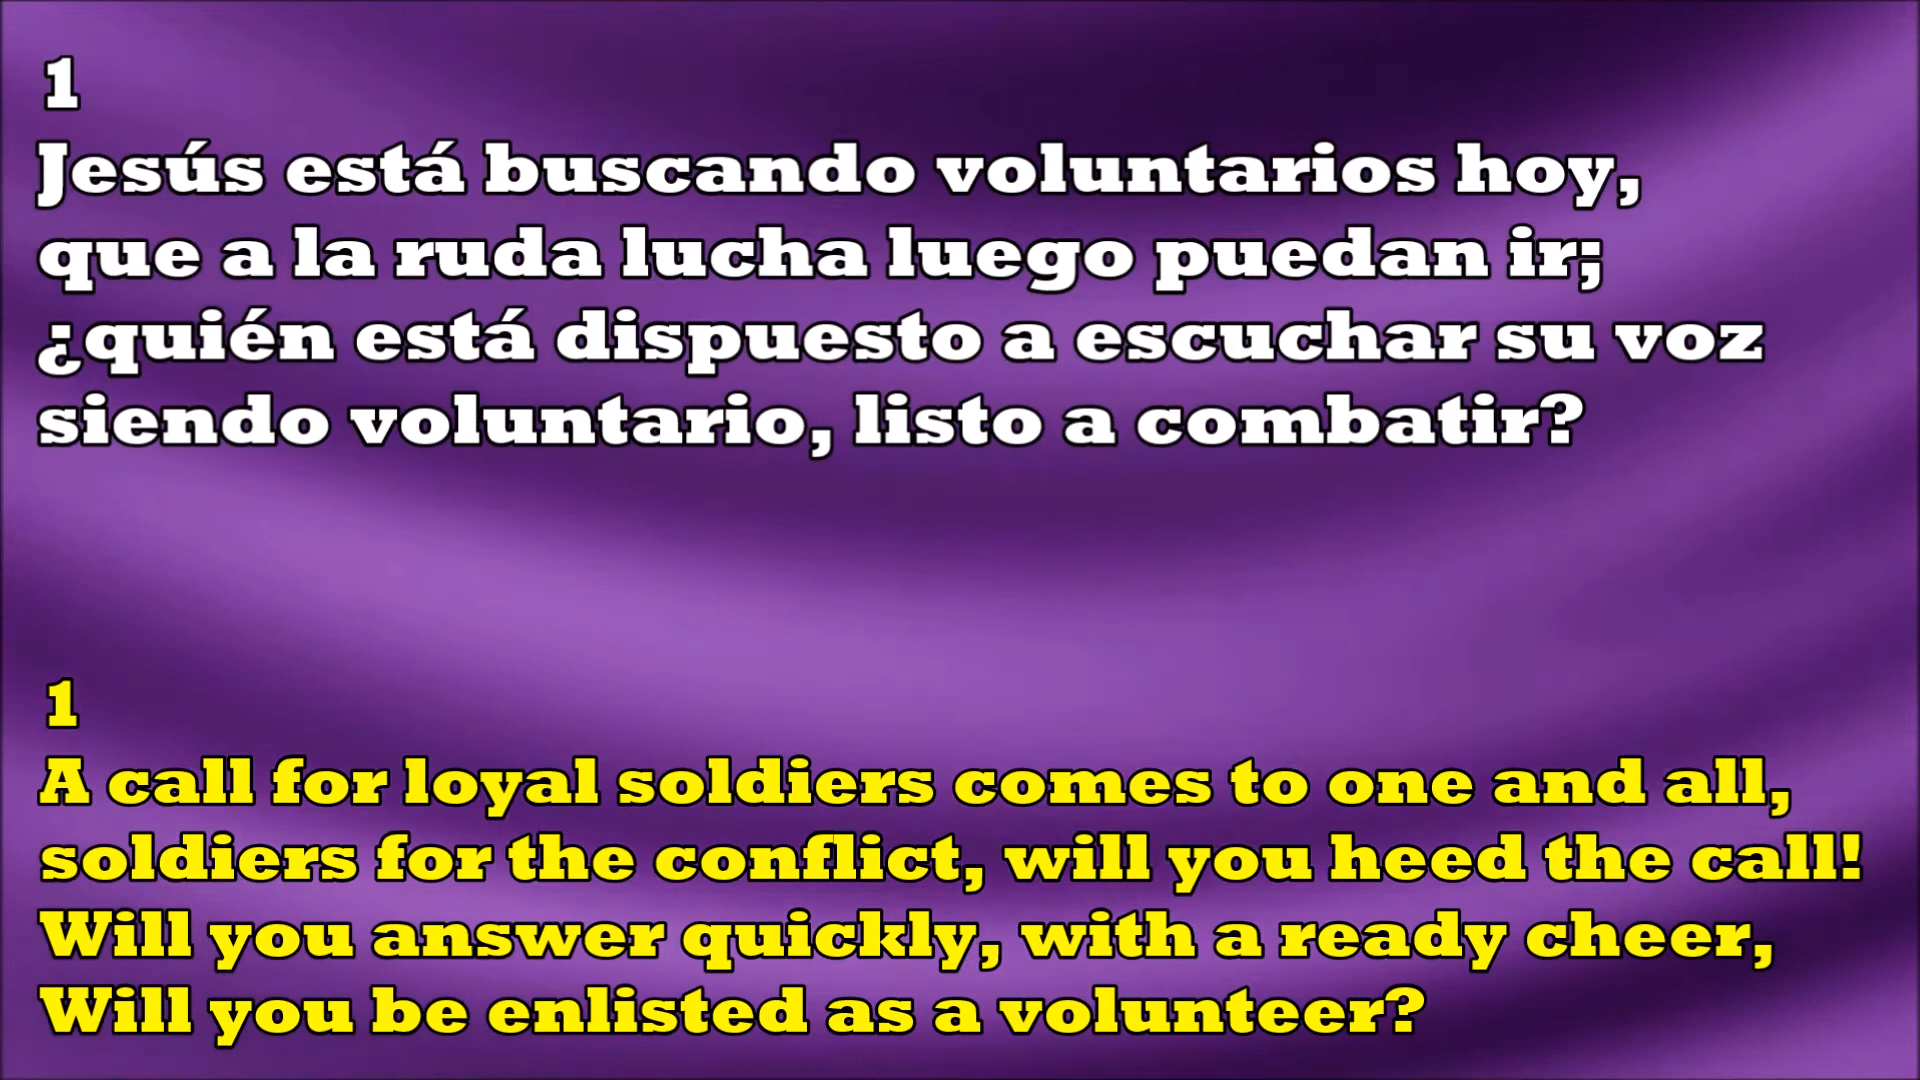 1
Jesús está buscando voluntarios hoy,
que a la ruda lucha luego puedan ir;
¿quién está dispuesto a escuchar su voz
siendo voluntario, listo a combatir?
1
A call for loyal soldiers comes to one and all,
soldiers for the conflict, will you heed the call!
Will you answer quickly, with a ready cheer,
Will you be enlisted as a volunteer?